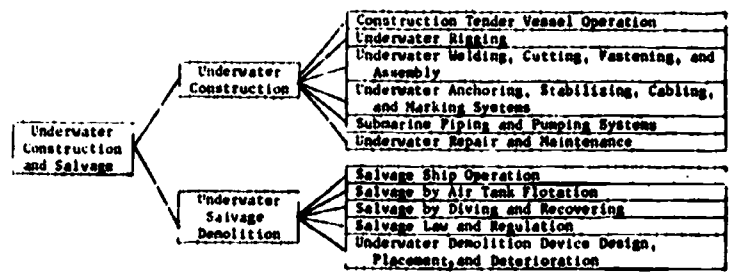 Underwater
Construction
and Salvage
Underwater
Construction
Construction Tender Vessel Operation
Underwater Rigging
Underwater Welding, Cutting, Fastening, and
Assembly
Underwater Anchoring, Stabilizing, Cabling,
and Marking Systems
Submarine Piping and Pumping Systems
Underwater Repair and Maintenance
Underwater
Salvage
Demolition
Salvage Ship Operation
Salvage by Air Tank Flotation
Salvage by Diving and Recovering
Salvage Law and Regulation
Underwater Demolition Device Design,
Placement, and Deterioration